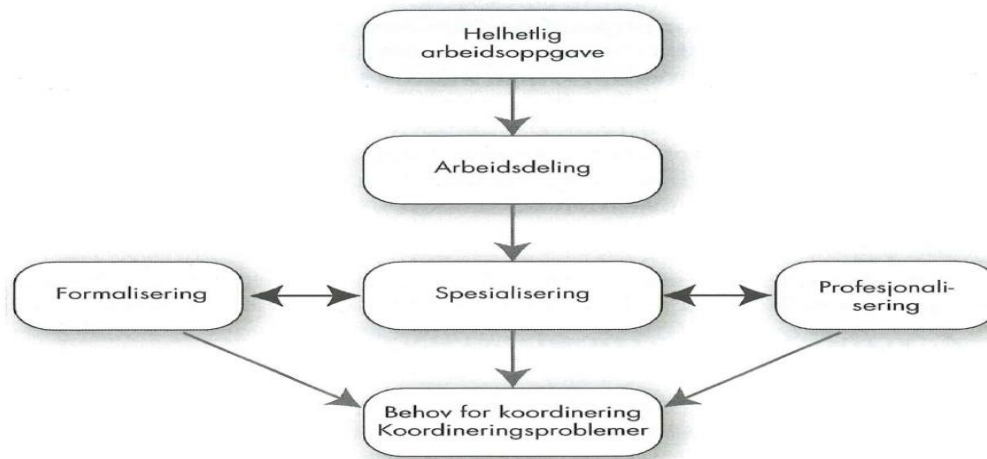 Helhetlig
arbeidsoppgave
Arbeidsdeling
Formalisering
Spesialisering
Profesjonali-
sering
Behov for koordinering
Koordineringsproblemer